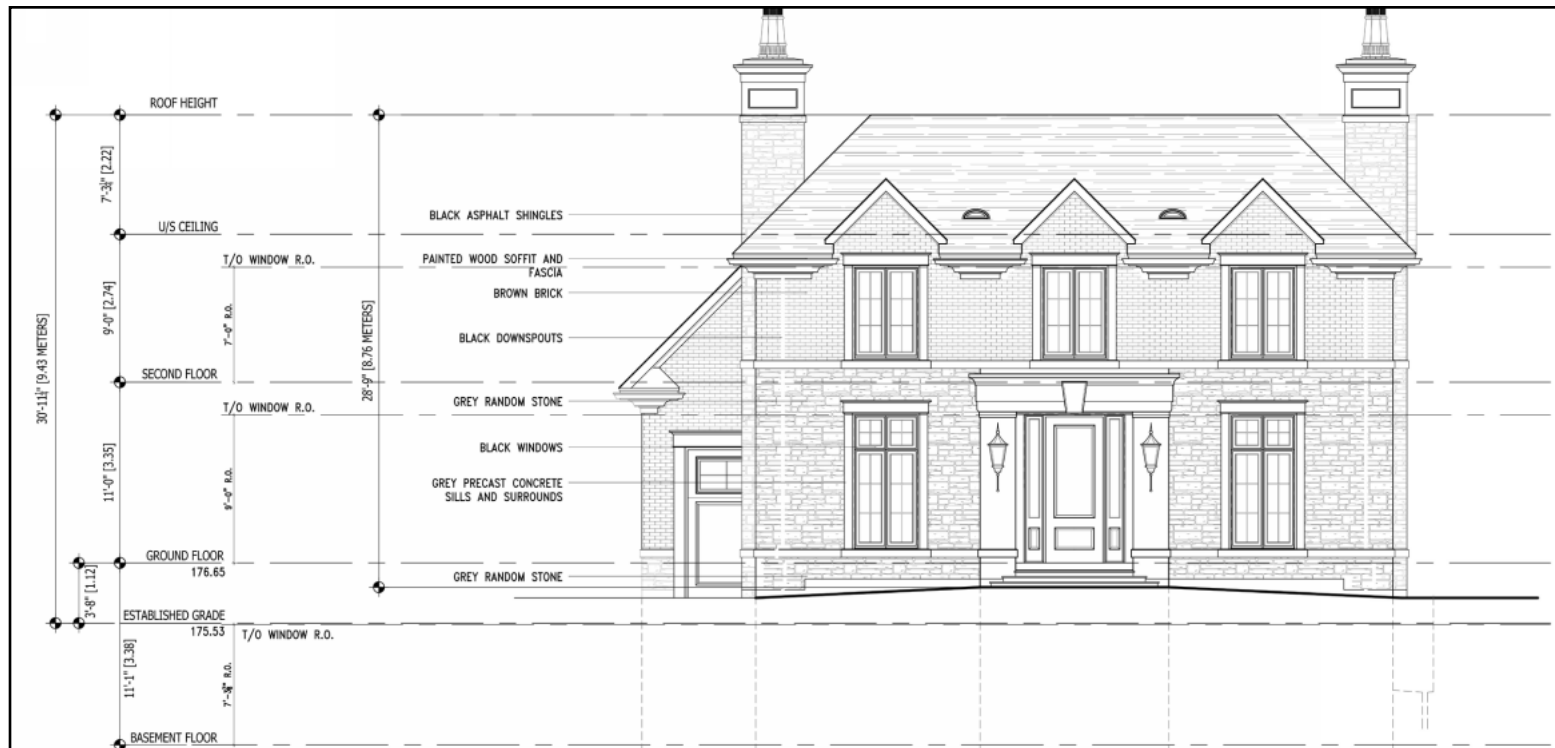 ROOF HEIGHT
7'-3¼" [2.22]
BLACK ASPHALT SHINGLES
U/S CEILING
T/O WINDOW R.O.
PAINTED WOOD SOFFIT AND
FASCIA
BROWN BRICK
9'-0" [2.74]
7'-0" R.O.
30'-11¼" [9.43 METERS]
28'-9" [8.76 METERS]
BLACK DOWNSPOUTS
SECOND FLOOR
T/O WINDOW R.O.
GREY RANDOM STONE
BLACK WINDOWS
11'-0" [3.35]
9'-0" R.O.
GREY PRECAST CONCRETE
SILLS AND SURROUNDS
GROUND FLOOR
176.65
GREY RANDOM STONE
3'-8" [1.12]
ESTABLISHED GRADE
175.53
T/O WINDOW R.O.
11'-1" [3.38]
R.O.
BASEMENT FLOOR